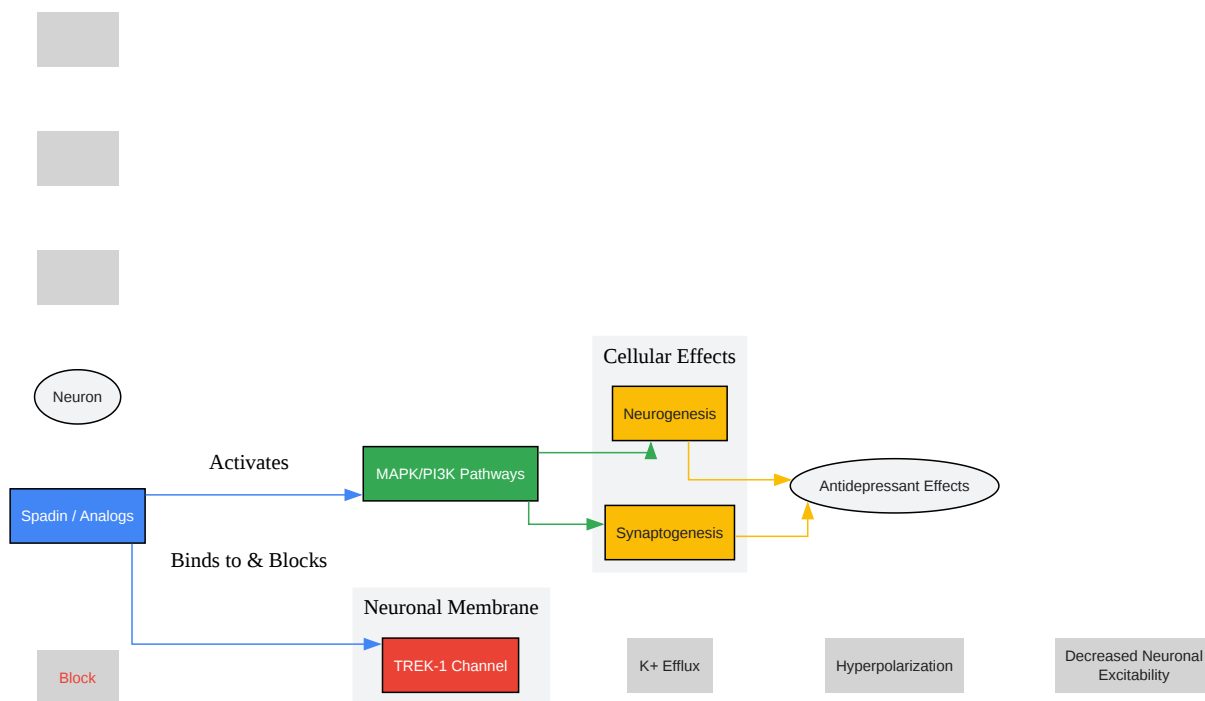 Cellular Effects
Neuron
Neurogenesis
Activates
MAPK/PI3K Pathways
Antidepressant Effects
Spadin / Analogs
Synaptogenesis
Binds to & Blocks
Neuronal Membrane
Block
TREK-1 Channel
K+ Efflux
Hyperpolarization
Decreased Neuronal
Excitability